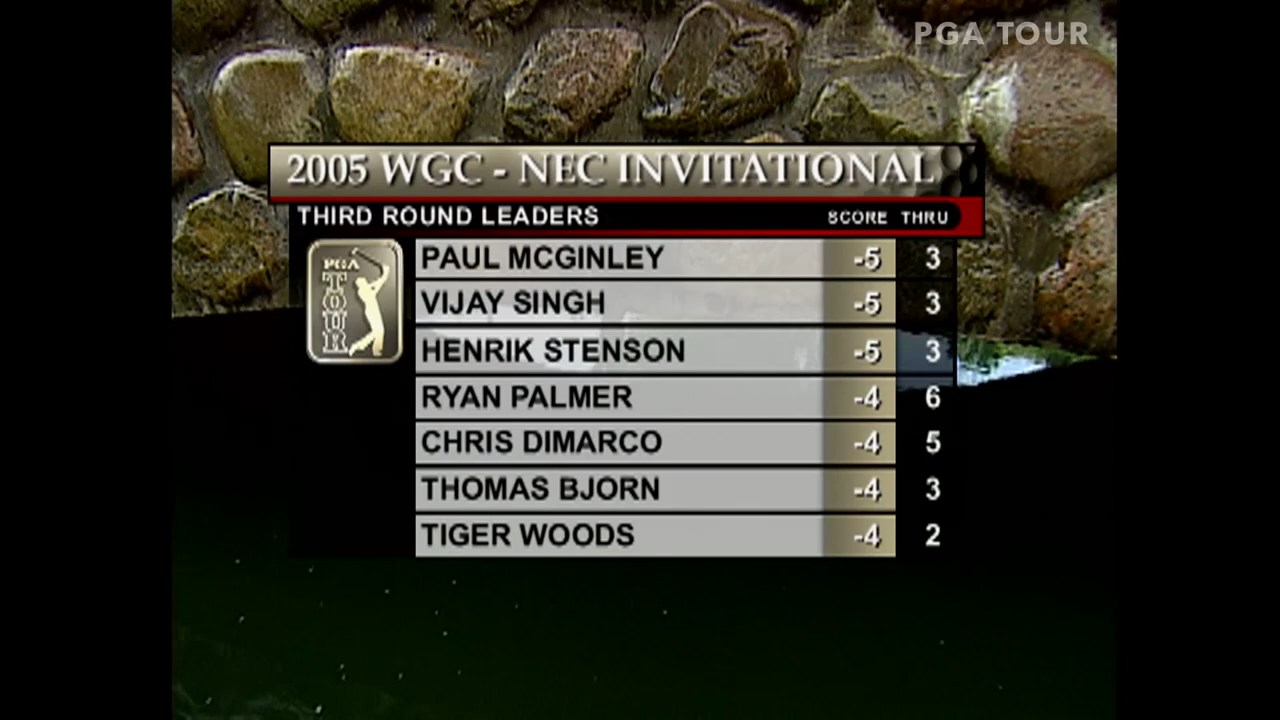 PGA TOUR
2005 WGC - NEC INVITATIONAL
THIRD ROUND LEADERS SCORE THRU
PGA TOUR
PAUL MCGINLEY -5 3
VIJAY SINGH -5 3
HENRIK STENSON -5 3
RYAN PALMER -4 6
CHRIS DIMARCO -4 5
THOMAS BJORN -4 3
TIGER WOODS -4 2